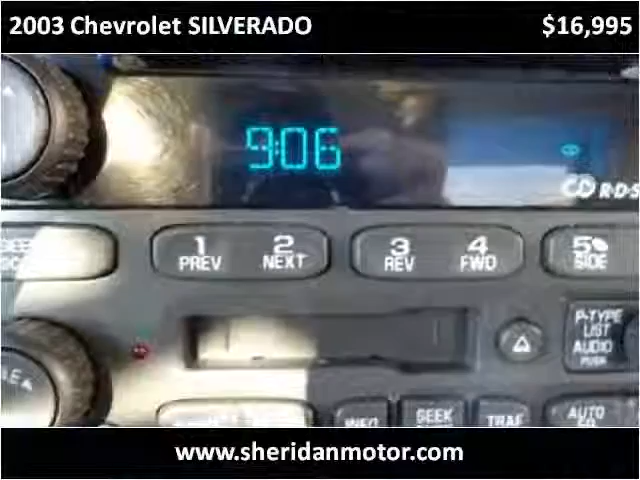 2003 Chevrolet SILVERADO $16,995
9:06
CD R·D·S
1 2 3 4 5
PREV NEXT REV FWD SIDE
P-TYPE
LIST
AUDIO
PUSH
INFO SEEK TRAF AUTO
www.sheridanmotor.com